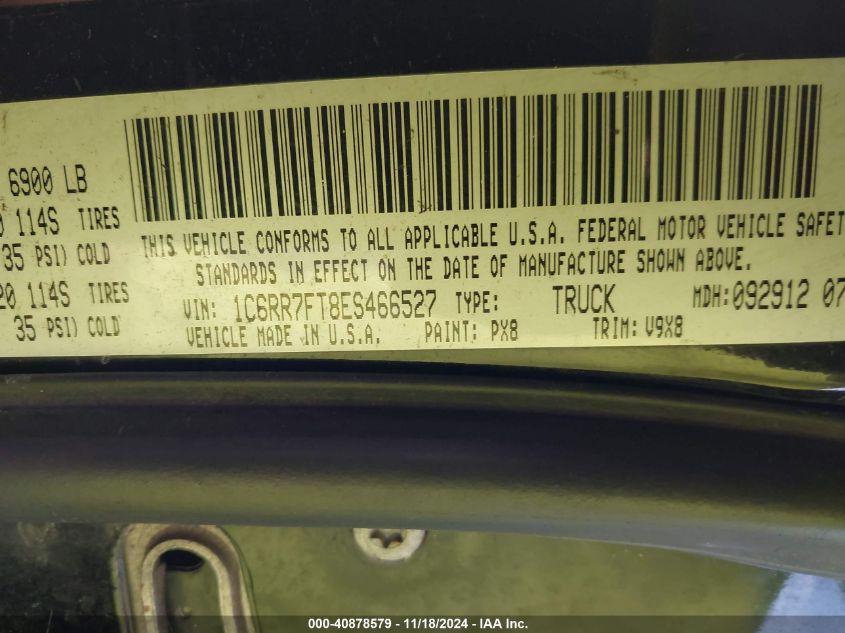 6900 LB
114S TIRES
35 PSI) COLD
20 114S TIRES
35 PSI) COLD
THIS VEHICLE CONFORMS TO ALL APPLICABLE U.S.A. FEDERAL MOTOR VEHICLE SAFET
STANDARDS IN EFFECT ON THE DATE OF MANUFACTURE SHOWN ABOVE.
VIN: 1C6RR7FT8ES466527 TYPE: TRUCK MDH:092912 07
VEHICLE MADE IN U.S.A. PAINT: PX8 TRIM: V9X8
000-40878579 - 11/18/2024 - IAA Inc.